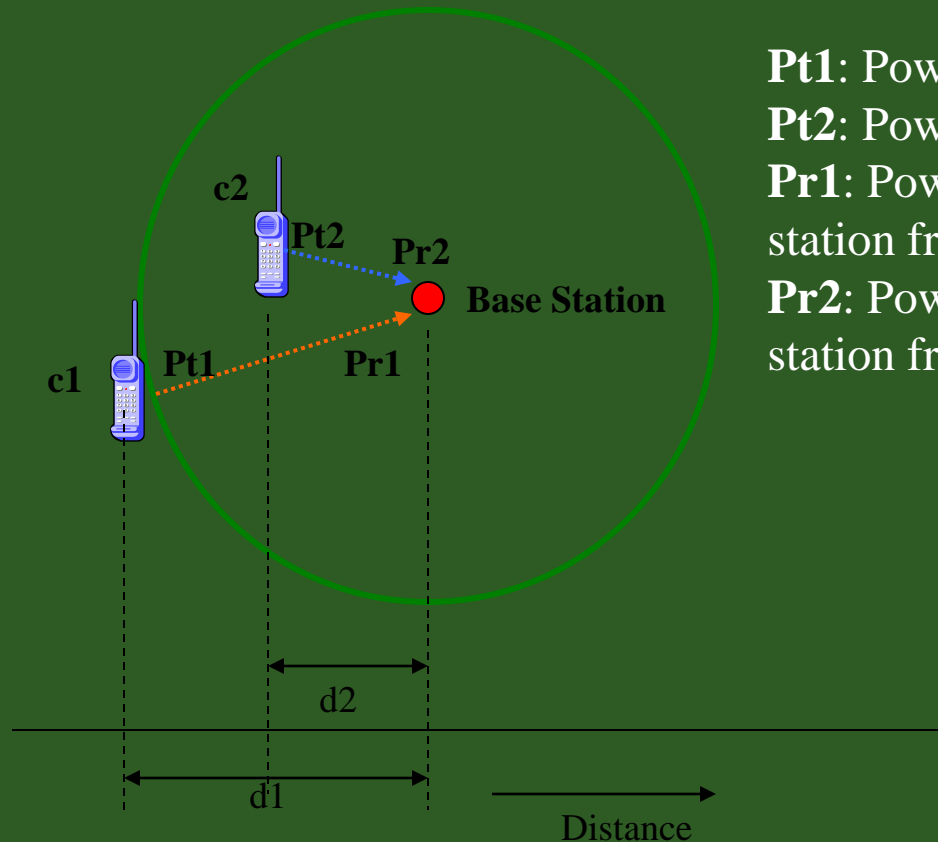 Pt1: Pow
Pt2: Pow
Pr1: Pow
station fr
Pr2: Pow
station fr
c2
Pt2
Pr2
Base Station
c1
Pt1
Pr1
d2
d1
Distance